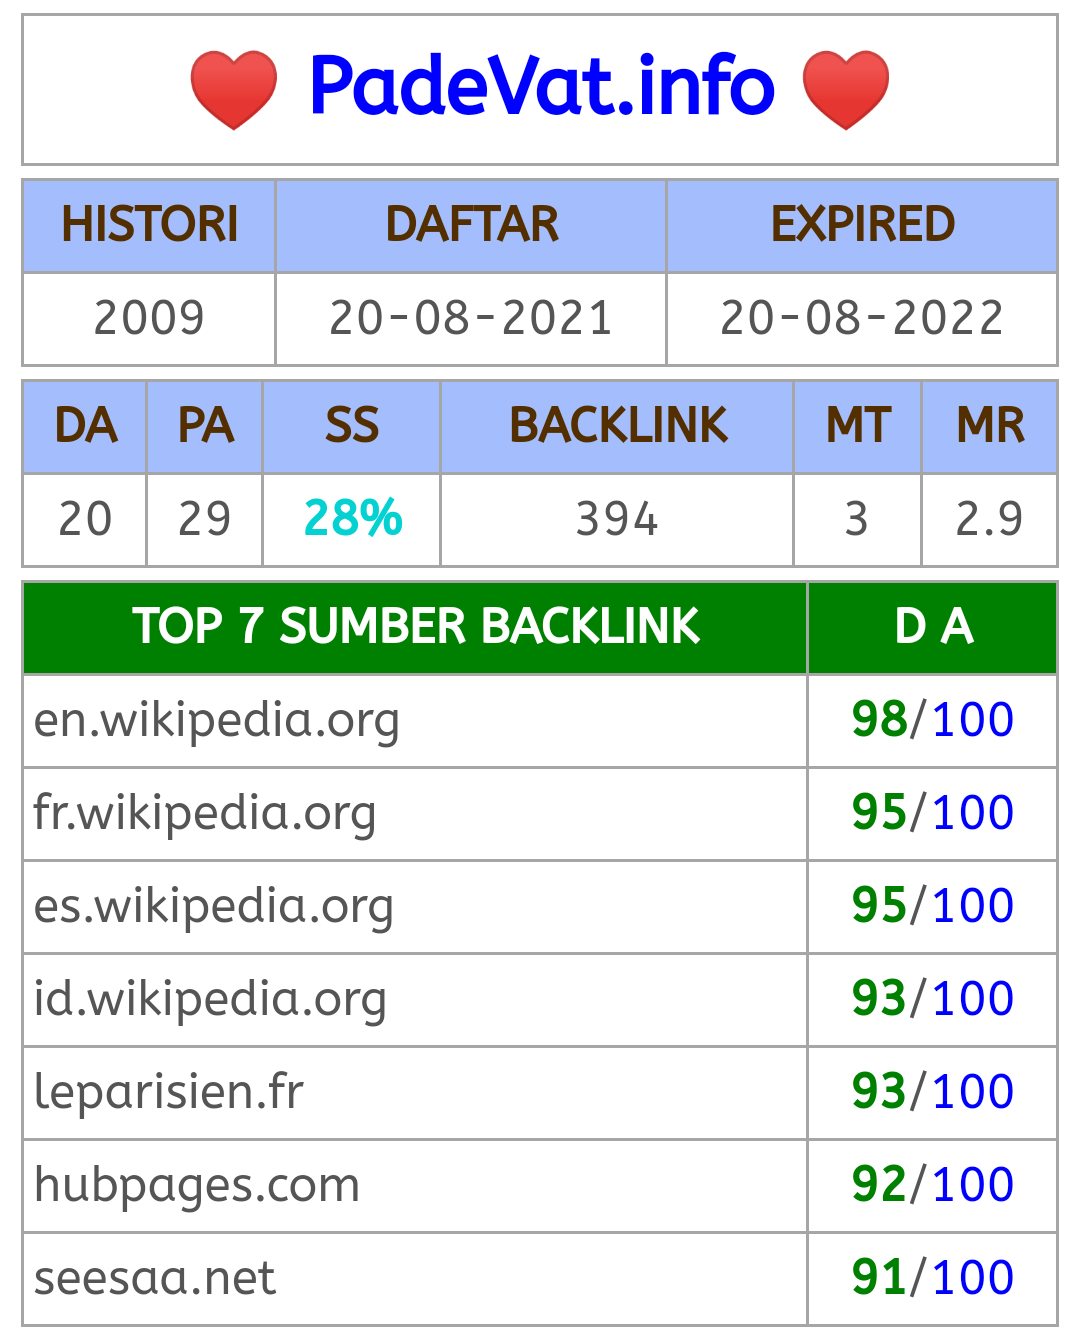 PadeVat.info
HISTORI DAFTAR EXPIRED
2009 20-08-2021 20-08-2022
DA PA SS BACKLINK MT MR
20 29 28% 394 3 2.9
TOP 7 SUMBER BACKLINK D A
en.wikipedia.org 98/100
fr.wikipedia.org 95/100
es.wikipedia.org 95/100
id.wikipedia.org 93/100
leparisien.fr 93/100
hubpages.com 92/100
seesaa.net 91/100